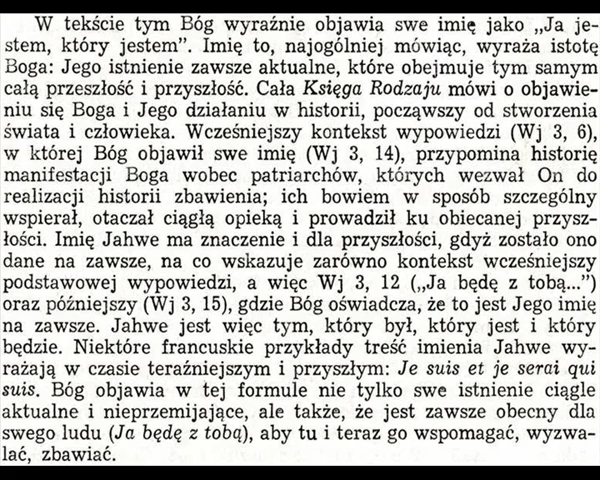 W tekście tym Bóg wyraźnie objawia swe imię jako „Ja je-
stem, który jestem”. Imię to, najogólniej mówiąc, wyraża istotę
Boga: Jego istnienie zawsze aktualne, które obejmuje tym samym
całą przeszłość i przyszłość. Cała Księga Rodzaju mówi o objawie-
niu się Boga i Jego działaniu w historii, począwszy od stworzenia
świata i człowieka. Wcześniejszy kontekst wypowiedzi (Wj 3, 6),
w której Bóg objawił swe imię (Wj 3, 14), przypomina historię
manifestacji Boga wobec patriarchów, których wezwał On do
realizacji historii zbawienia; ich bowiem w sposób szczególny
wspierał, otaczał ciągłą opieką i prowadził ku obiecanej przysz-
łości. Imię Jahwe ma znaczenie i dla przyszłości, gdyż zostało ono
dane na zawsze, na co wskazuje zarówno kontekst wcześniejszy
podstawowej wypowiedzi, a więc Wj 3, 12 („Ja będę z tobą...”)
oraz późniejszy (Wj 3, 15), gdzie Bóg oświadcza, że to jest Jego imię
na zawsze. Jahwe jest więc tym, który był, który jest i który
będzie. Niektóre francuskie przykłady treść imienia Jahwe wy-
rażają w czasie teraźniejszym i przyszłym: Je suis et je serai qui
suis. Bóg objawia w tej formule nie tylko swe istnienie ciągle
aktualne i nieprzemijające, ale także, że jest zawsze obecny dla
swego ludu (Ja będę z tobą), aby tu i teraz go wspomagać, wyzwa-
lać, zbawiać.